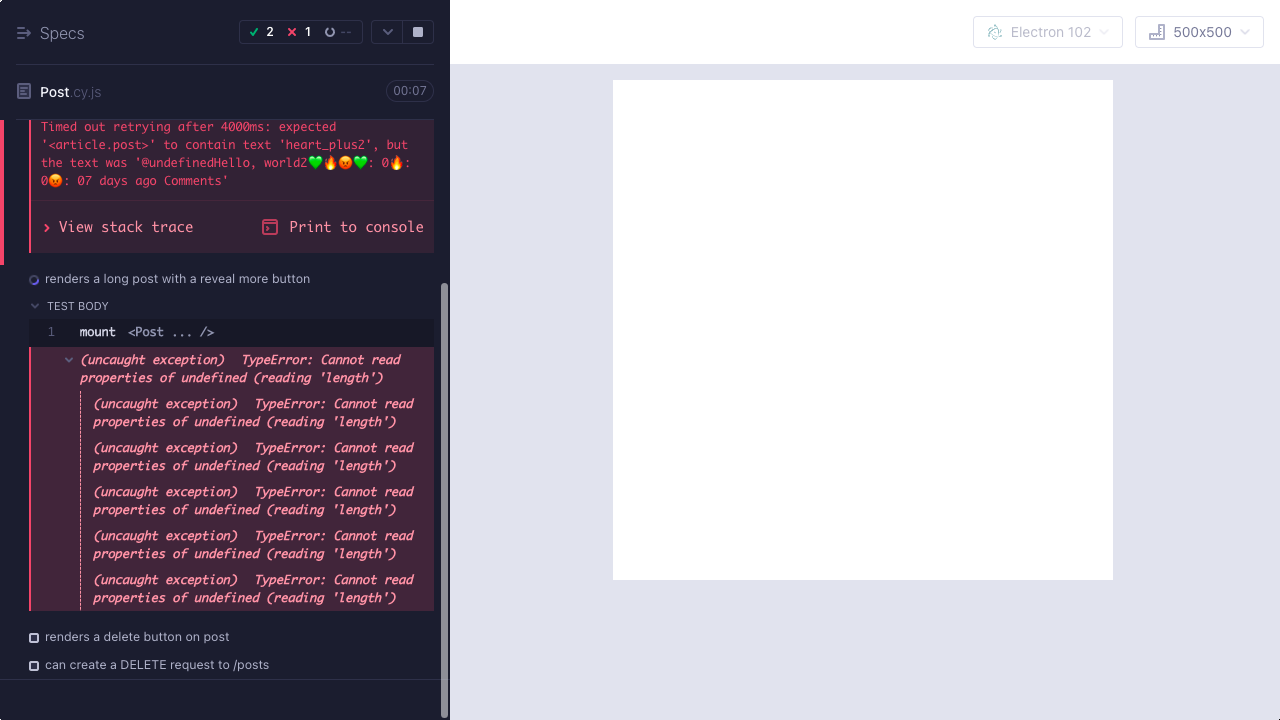 Specs
2
1
--
Electron 102
500x500
Post.cy.js
00:07
Timed out retrying after 4000ms: expected
'<article.post>' to contain text 'heart_plus2', but
the text was '@undefinedHello, world2💚🔥😡💚: 0🔥:
0😡: 07 days ago Comments'
View stack trace
Print to console
renders a long post with a reveal more button
TEST BODY
1 mount <Post ... />
(uncaught exception) TypeError: Cannot read
properties of undefined (reading 'length')
(uncaught exception) TypeError: Cannot read
properties of undefined (reading 'length')
(uncaught exception) TypeError: Cannot read
properties of undefined (reading 'length')
(uncaught exception) TypeError: Cannot read
properties of undefined (reading 'length')
(uncaught exception) TypeError: Cannot read
properties of undefined (reading 'length')
(uncaught exception) TypeError: Cannot read
properties of undefined (reading 'length')
renders a delete button on post
can create a DELETE request to /posts